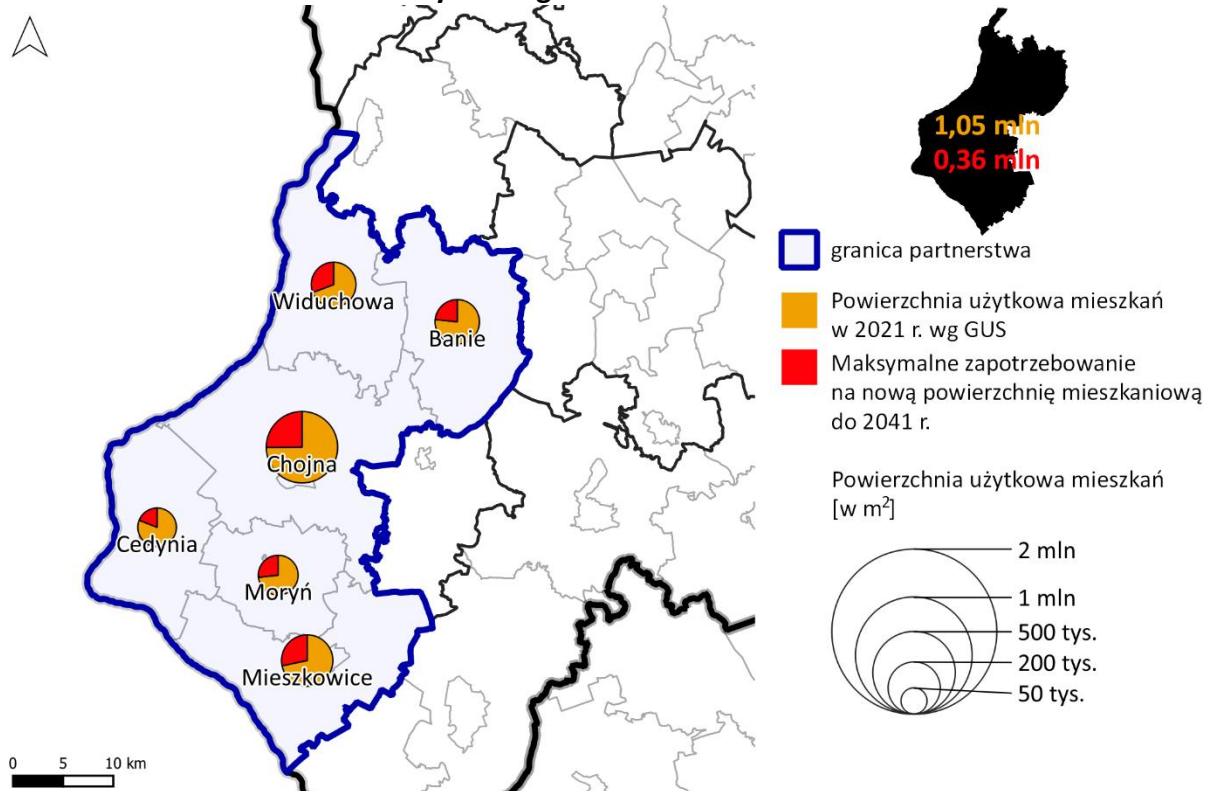 1,05 mln
0,36 mln
granica partnerstwa
Powierzchnia użytkowa mieszkań
w 2021 r. wg GUS
Maksymalne zapotrzebowanie
na nową powierzchnię mieszkaniową
do 2041 r.
Powierzchnia użytkowa mieszkań
[w m²]
2 mln
1 mln
500 tys.
200 tys.
50 tys.
Widuchowa
Banie
Chojna
Cedynia
Moryń
Mieszkowice
0 5 10 km